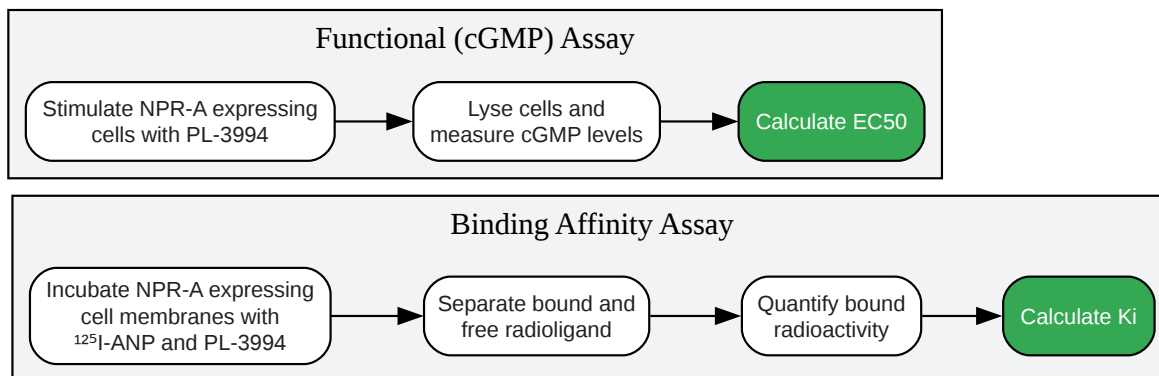 Functional (cGMP) Assay
Stimulate NPR-A expressing
cells with PL-3994
Lyse cells and
measure cGMP levels
Calculate EC50
Binding Affinity Assay
Incubate NPR-A expressing
cell membranes with
¹²⁵I-ANP and PL-3994
Separate bound and
free radioligand
Quantify bound
radioactivity
Calculate Ki